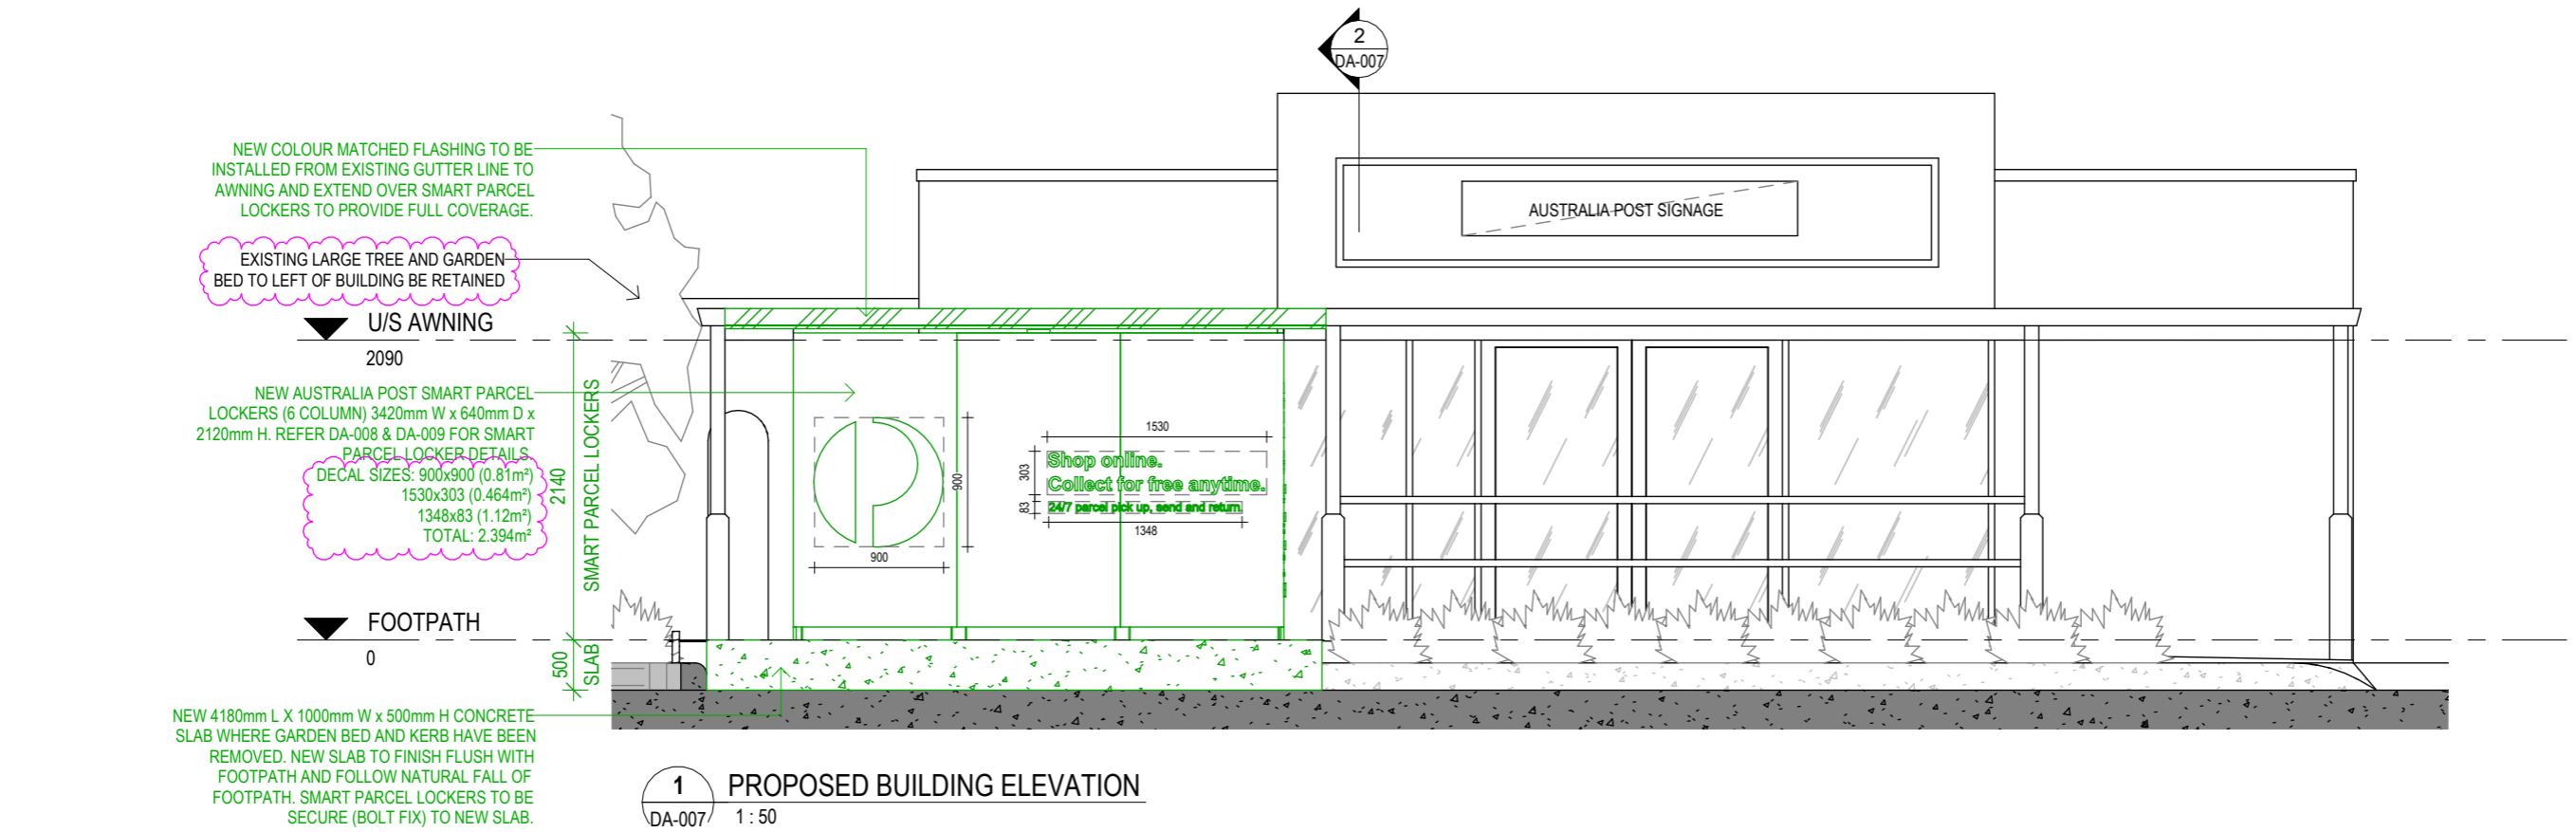 2
DA-007
NEW COLOUR MATCHED FLASHING TO BE
INSTALLED FROM EXISTING GUTTER LINE TO
AWNING AND EXTEND OVER SMART PARCEL
LOCKERS TO PROVIDE FULL COVERAGE.
AUSTRALIA POST SIGNAGE
EXISTING LARGE TREE AND GARDEN
BED TO LEFT OF BUILDING BE RETAINED
U/S AWNING
2090
NEW AUSTRALIA POST SMART PARCEL
LOCKERS (6 COLUMN) 3420mm W x 640mm D x
2120mm H. REFER DA-008 & DA-009 FOR SMART
PARCEL LOCKER DETAILS.
DECAL SIZES: 900x900 (0.81m²)
1530x303 (0.464m²)
1348x83 (1.12m²)
TOTAL: 2.394m²
2140
SMART PARCEL LOCKERS
900
900
1530
303
Shop online.
Collect for free anytime.
83
24/7 parcel pick up, send and return.
1348
FOOTPATH
0
500
SLAB
NEW 4180mm L X 1000mm W x 500mm H CONCRETE
SLAB WHERE GARDEN BED AND KERB HAVE BEEN
REMOVED. NEW SLAB TO FINISH FLUSH WITH
FOOTPATH AND FOLLOW NATURAL FALL OF
FOOTPATH. SMART PARCEL LOCKERS TO BE
SECURE (BOLT FIX) TO NEW SLAB.
1
DA-007
PROPOSED BUILDING ELEVATION
1 : 50